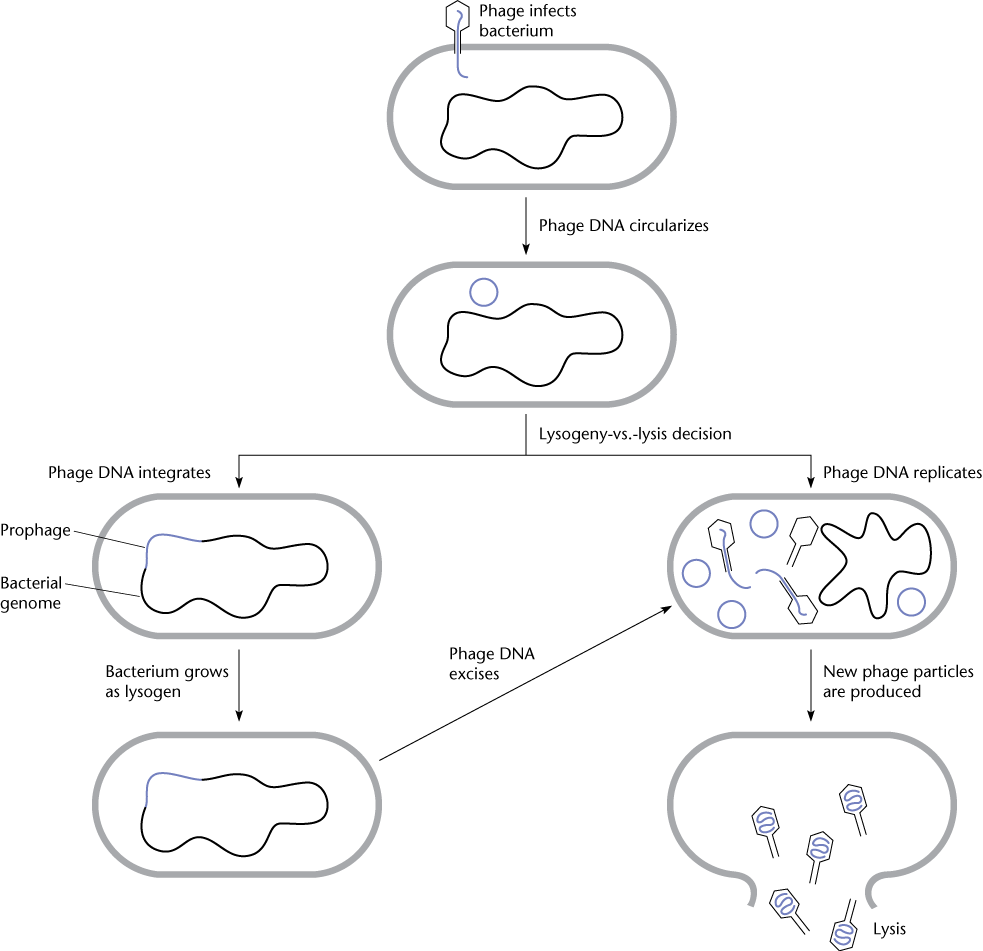 Phage infects
bacterium
Phage DNA circularizes
Lysogeny-vs.-lysis decision
Phage DNA integrates
Phage DNA replicates
Prophage
Bacterial
genome
Bacterium grows
as lysogen
Phage DNA
excises
New phage particles
are produced
Lysis